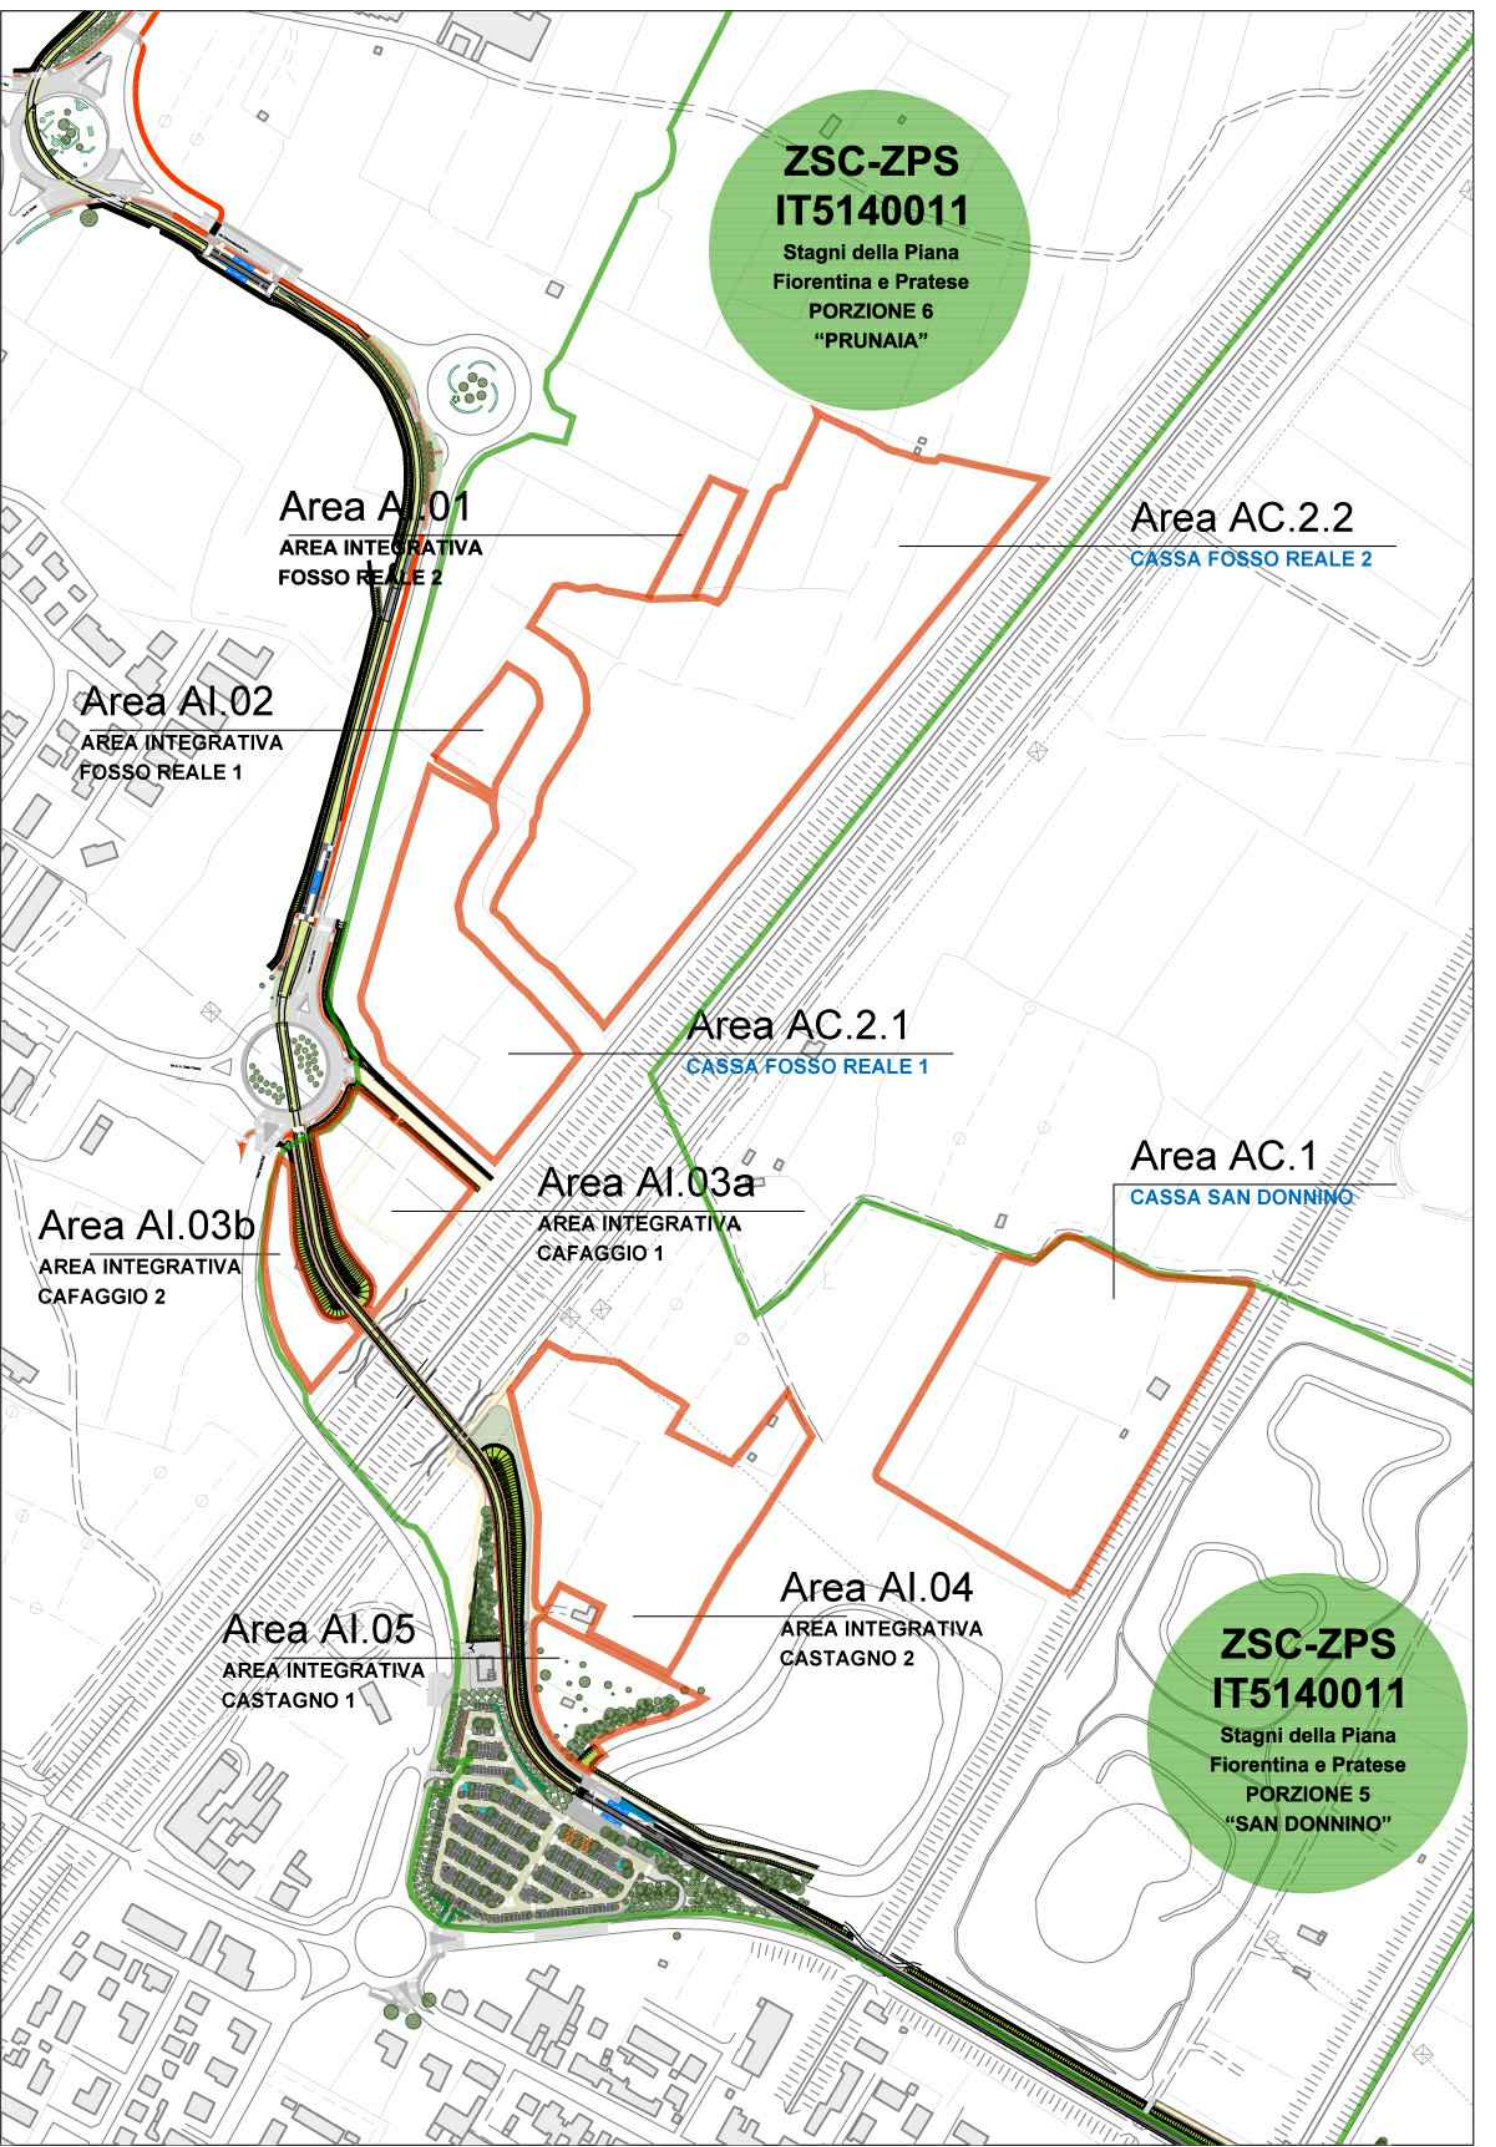 ZSC-ZPS
IT5140011
Stagni della Piana
Fiorentina e Pratese
PORZIONE 6
“PRUNAIA”
Area AI.01
AREA INTEGRATIVA
FOSSO REALE 2
Area AC.2.2
CASSA FOSSO REALE 2
Area AI.02
AREA INTEGRATIVA
FOSSO REALE 1
Area AC.2.1
CASSA FOSSO REALE 1
Area AC.1
CASSA SAN DONNINO
Area AI.03a
AREA INTEGRATIVA
CAFAGGIO 1
Area AI.03b
AREA INTEGRATIVA
CAFAGGIO 2
Area AI.04
AREA INTEGRATIVA
CASTAGNO 2
Area AI.05
AREA INTEGRATIVA
CASTAGNO 1
ZSC-ZPS
IT5140011
Stagni della Piana
Fiorentina e Pratese
PORZIONE 5
“SAN DONNINO”